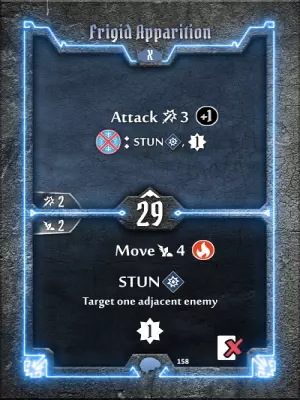 Frigid Apparition
X
Attack 3 +1
: STUN , 1
2
29
2
Move 4
STUN
Target one adjacent enemy
1
158